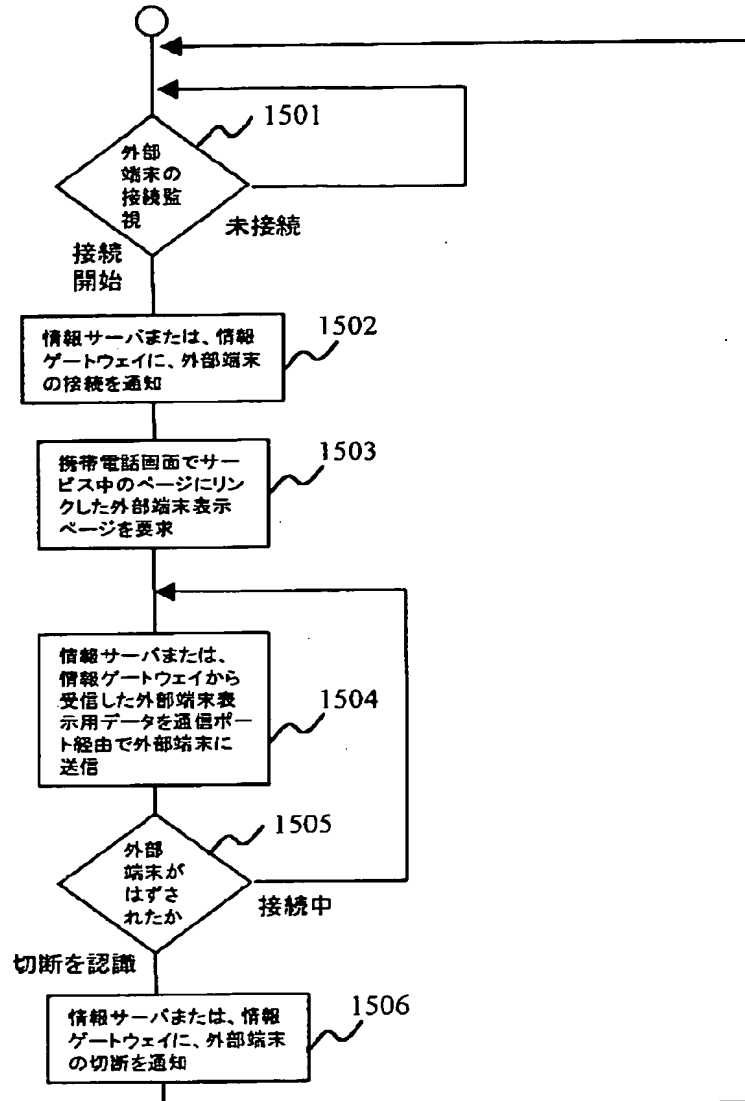 1501
外部
端末の
接続監
視
未接続
接続
開始
1502
情報サーバまたは、情報
ゲートウェイに、外部端末
の接続を通知
1503
携帯電話画面でサー
ビス中のページにリン
クした外部端末表示
ページを要求
情報サーバまたは、
情報ゲートウェイから
受信した外部端末表
示用データを通信ポー
ト経由で外部端末に
送信
1504
1505
外部
端末が
はずさ
れたか
接続中
切断を認識
1506
情報サーバまたは、情報
ゲートウェイに、外部端末
の切断を通知